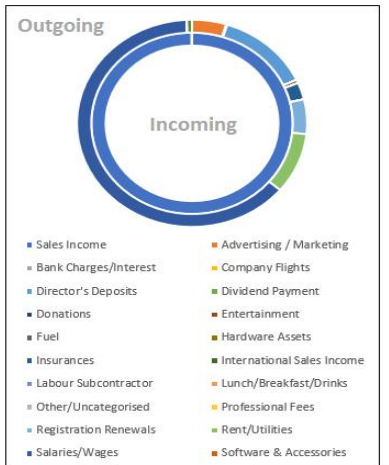 Outgoing
Incoming
Sales Income Advertising / Marketing
Bank Charges/Interest Company Flights
Director's Deposits Dividend Payment
Donations Entertainment
Fuel Hardware Assets
Insurances International Sales Income
Labour Subcontractor Lunch/Breakfast/Drinks
Other/Uncategorised Professional Fees
Registration Renewals Rent/Utilities
Salaries/Wages Software & Accessories